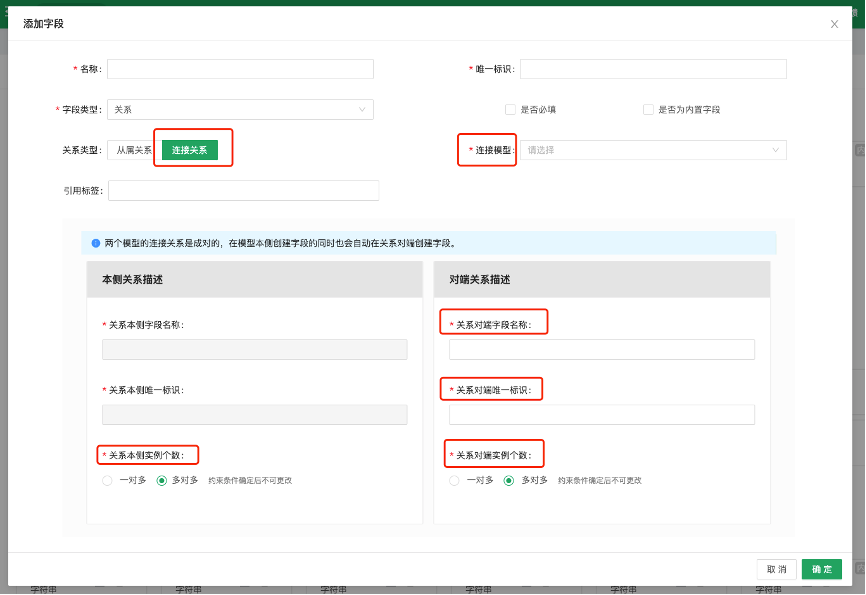 添加字段
* 名称:
* 唯一标识:
* 字段类型: 关系
是否必填
是否为内置字段
关系类型: 从属关系 连接关系
* 连接模型: 请选择
引用标签:
两个模型的连接关系是成对的，在模型本侧创建字段的同时也会自动在关系对端创建字段。
本侧关系描述
* 关系本侧字段名称:
* 关系本侧唯一标识:
* 关系本侧实例个数:
一对多 多对多 约束条件确定后不可更改
对端关系描述
* 关系对端字段名称:
* 关系对端唯一标识:
* 关系对端实例个数:
一对多 多对多 约束条件确定后不可更改
取 消 确 定
字符串 字符串 字符串 字符串 字符串 字符串